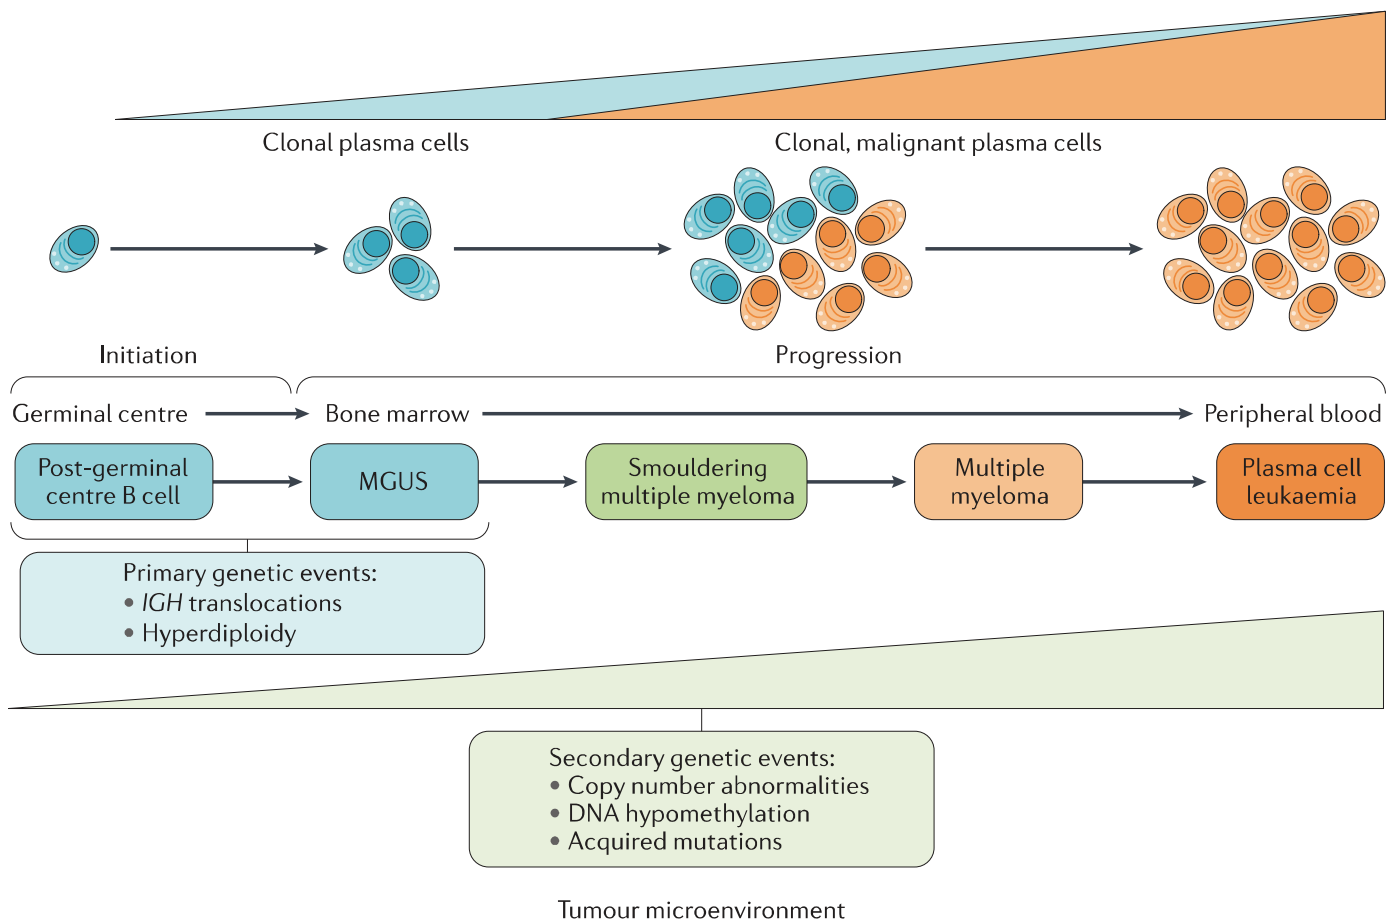 Clonal plasma cells
Clonal, malignant plasma cells
Initiation
Progression
Germinal centre
Bone marrow
Peripheral blood
Post-germinal
centre B cell
MGUS
Smouldering
multiple myeloma
Multiple
myeloma
Plasma cell
leukaemia
Primary genetic events:
• IGH translocations
• Hyperdiploidy
Secondary genetic events:
• Copy number abnormalities
• DNA hypomethylation
• Acquired mutations
Tumour microenvironment